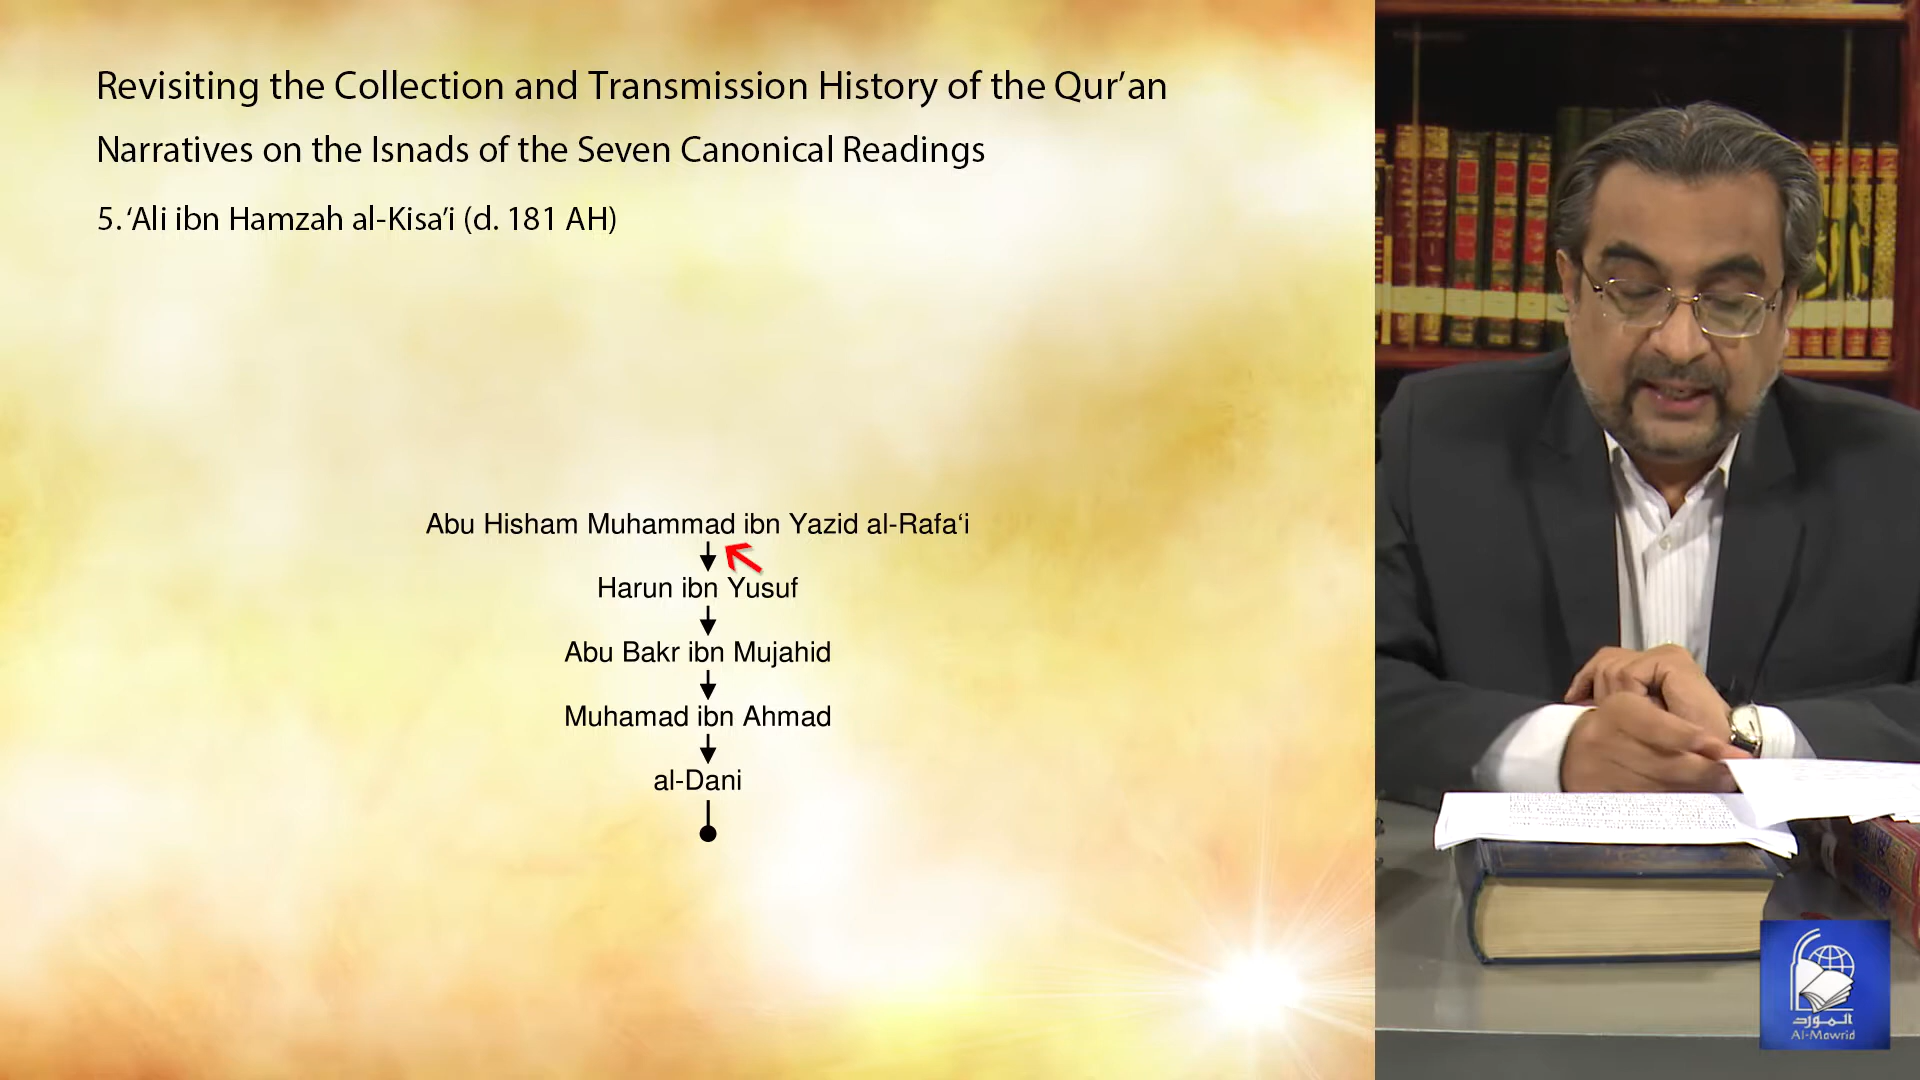 Revisiting the Collection and Transmission History of the Qur’an
Narratives on the Isnads of the Seven Canonical Readings
5. ‘Ali ibn Hamzah al-Kisa’i (d. 181 AH)
Abu Hisham Muhammad ibn Yazid al-Rafa‘i
Harun ibn Yusuf
Abu Bakr ibn Mujahid
Muhamad ibn Ahmad
al-Dani
المورد
Al-Mawrid